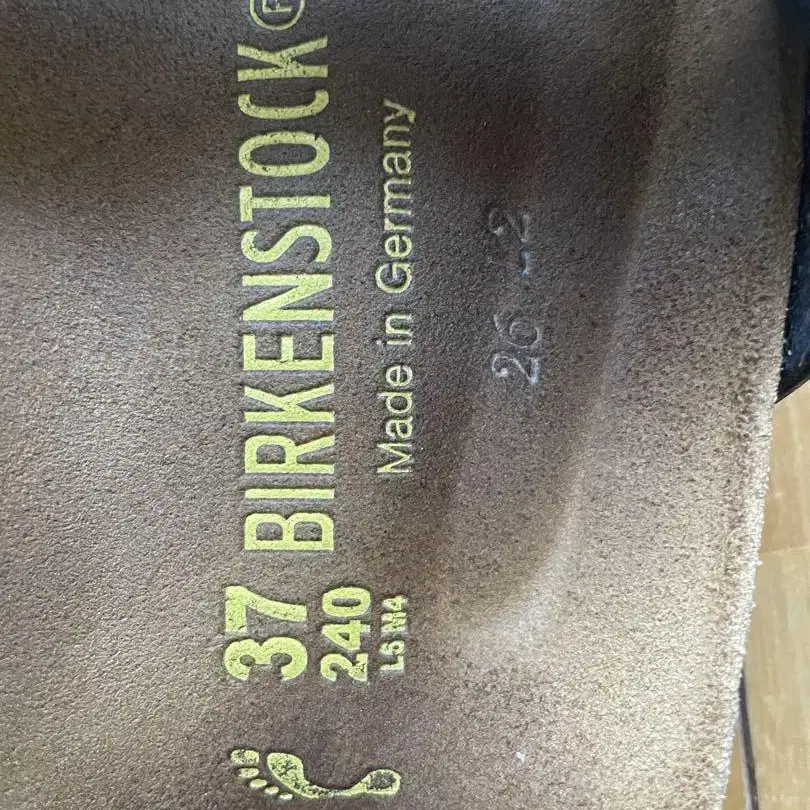 37 BIRKENSTOCK®
240 Made in Germany
L6 M4